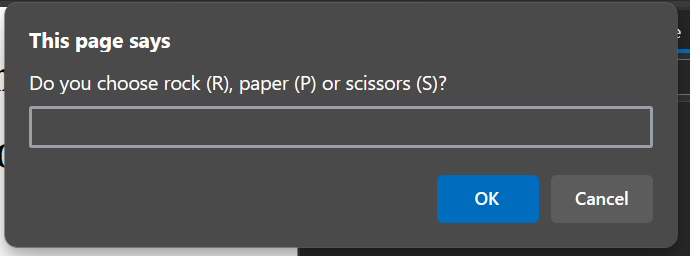 This page says
Do you choose rock (R), paper (P) or scissors (S)?
OK
Cancel